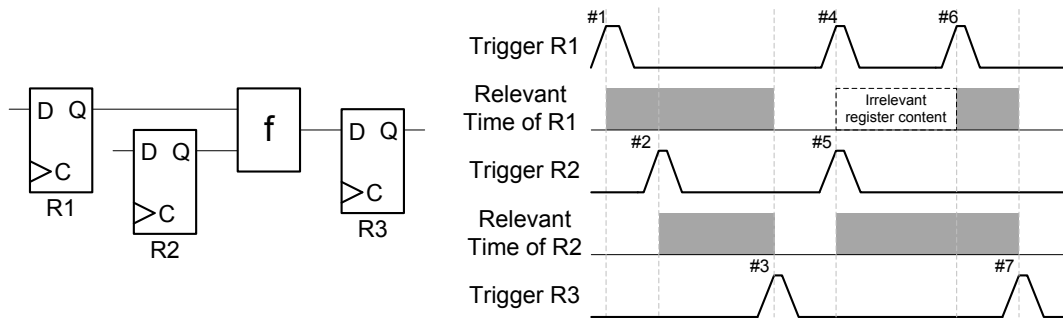 D Q
C
R1
D Q
C
R2
f
D Q
C
R3
#1
#4
#6
Trigger R1
Relevant
Time of R1
Irrelevant
register content
#2
#5
Trigger R2
Relevant
Time of R2
#3
#7
Trigger R3